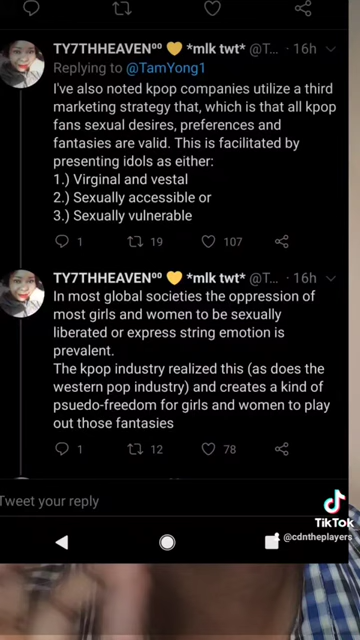 TY7THHEAVEN⁰⁰ 💛 *mlk twt* @T... · 16h
Replying to @TamYong1
I've also noted kpop companies utilize a third
marketing strategy that, which is that all kpop
fans sexual desires, preferences and
fantasies are valid. This is facilitated by
presenting idols as either:
1.) Virginal and vestal
2.) Sexually accessible or
3.) Sexually vulnerable
1 19 107
TY7THHEAVEN⁰⁰ 💛 *mlk twt* @T... · 16h
In most global societies the oppression of
most girls and women to be sexually
liberated or express string emotion is
prevalent.
The kpop industry realized this (as does the
western pop industry) and creates a kind of
psuedo-freedom for girls and women to play
out those fantasies
1 12 78
Tweet your reply
TikTok
@cdntheplayers